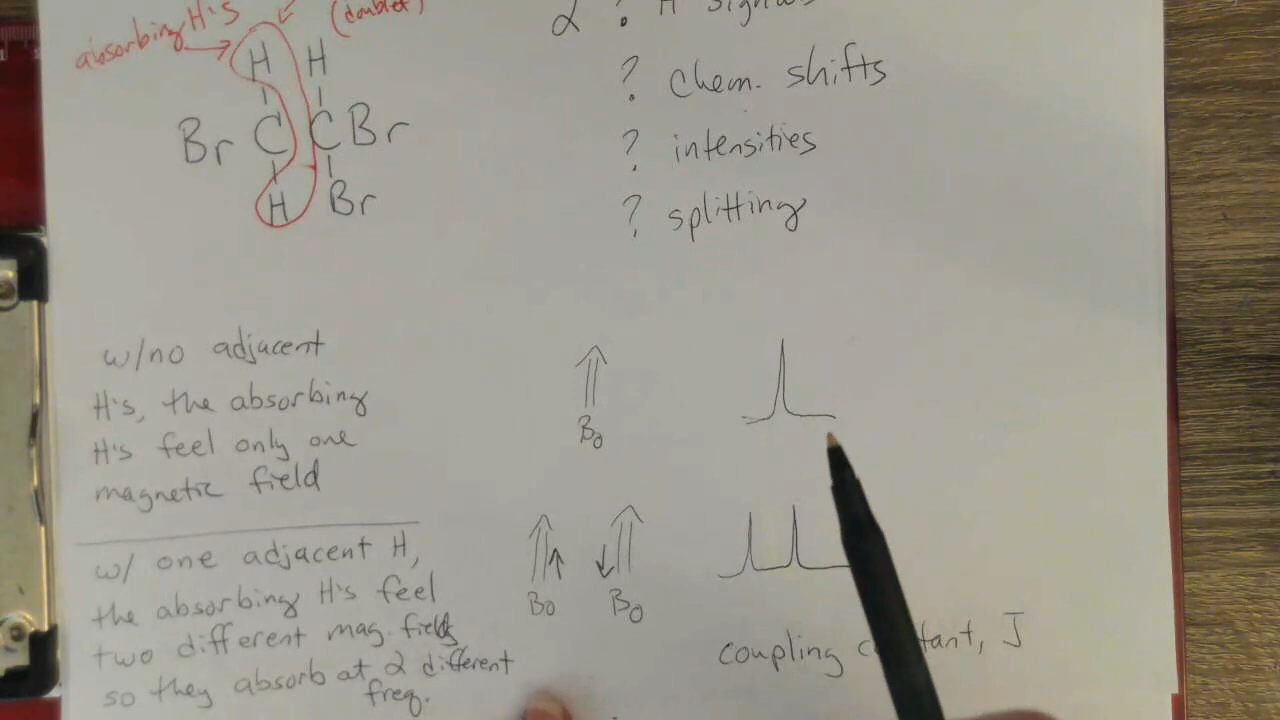 absorbing H's
(doublet)
H H
Br C C Br
H Br
2 ? H signals
? chem. shifts
? intensities
? splitting
w/no adjacent
H's, the absorbing
H's feel only one
magnetic field
B0
w/ one adjacent H,
the absorbing H's feel
two different mag. fields
so they absorb at 2 different
freq.
B0 B0
coupling J